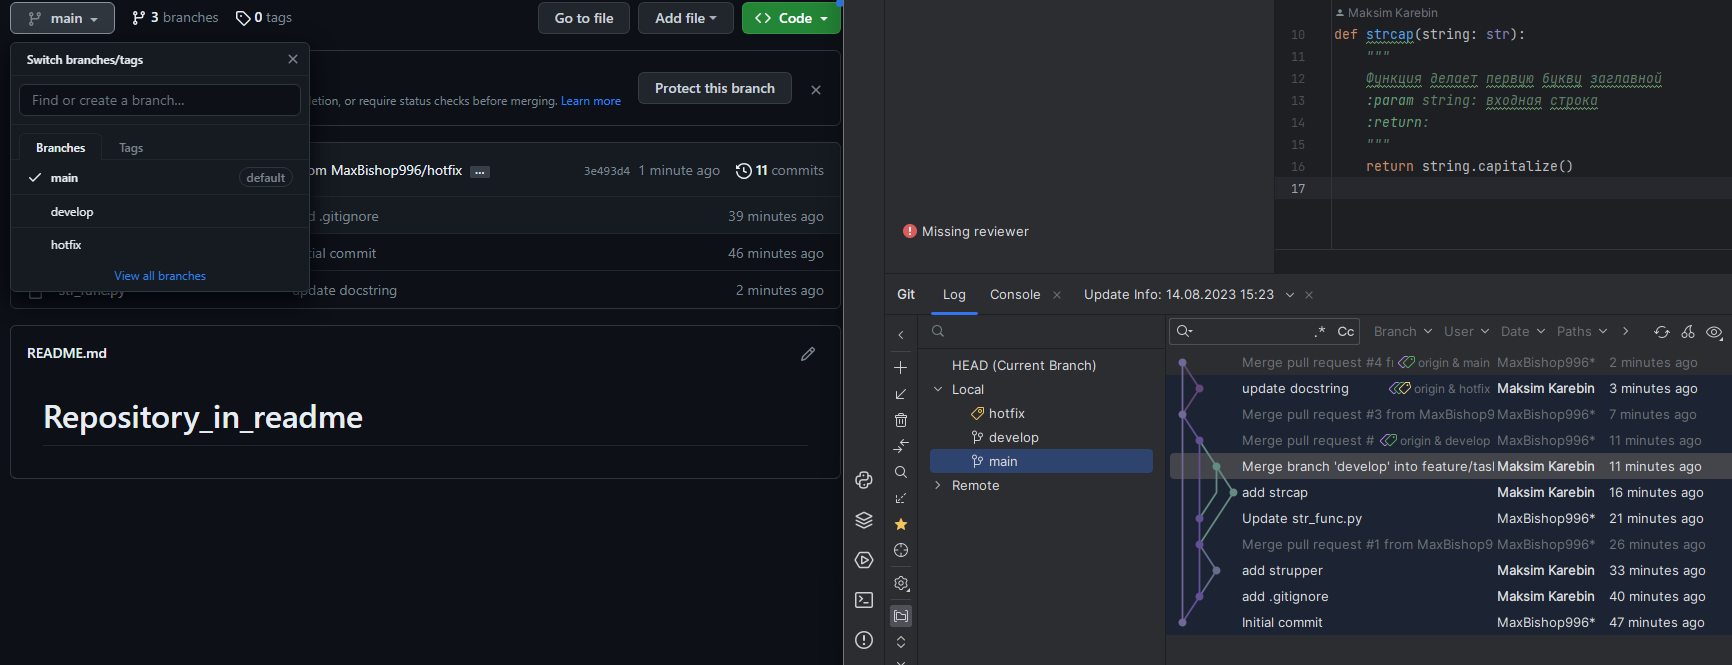 main
3 branches
0 tags
Go to file
Add file
<> Code
Switch branches/tags
Find or create a branch...
etion, or require status checks before merging. Learn more
Protect this branch
Branches
Tags
main
default
develop
hotfix
View all branches
om MaxBishop996/hotfix ...
3e493d4 1 minute ago
11 commits
d .gitignore
39 minutes ago
tial commit
46 minutes ago
str_func.py
update docstring
2 minutes ago
README.md
Repository_in_readme
Maksim Karebin
10 def strcap(string: str):
11 """
12 Функция делает первую букву заглавной
13 :param string: входная строка
14 :return:
15 """
16 return string.capitalize()
17
Missing reviewer
Git
Log
Console
Update Info: 14.08.2023 15:23
HEAD (Current Branch)
Local
hotfix
develop
main
Remote
.* Cc
Branch
User
Date
Paths
Merge pull request #4 fr origin & main MaxBishop996* 2 minutes ago
update docstring origin & hotfix Maksim Karebin 3 minutes ago
Merge pull request #3 from MaxBishop9 MaxBishop996* 7 minutes ago
Merge pull request # origin & develop MaxBishop996* 11 minutes ago
Merge branch 'develop' into feature/tasl Maksim Karebin 11 minutes ago
add strcap Maksim Karebin 16 minutes ago
Update str_func.py MaxBishop996* 21 minutes ago
Merge pull request #1 from MaxBishop9 MaxBishop996* 26 minutes ago
add strupper Maksim Karebin 33 minutes ago
add .gitignore Maksim Karebin 40 minutes ago
Initial commit MaxBishop996* 47 minutes ago